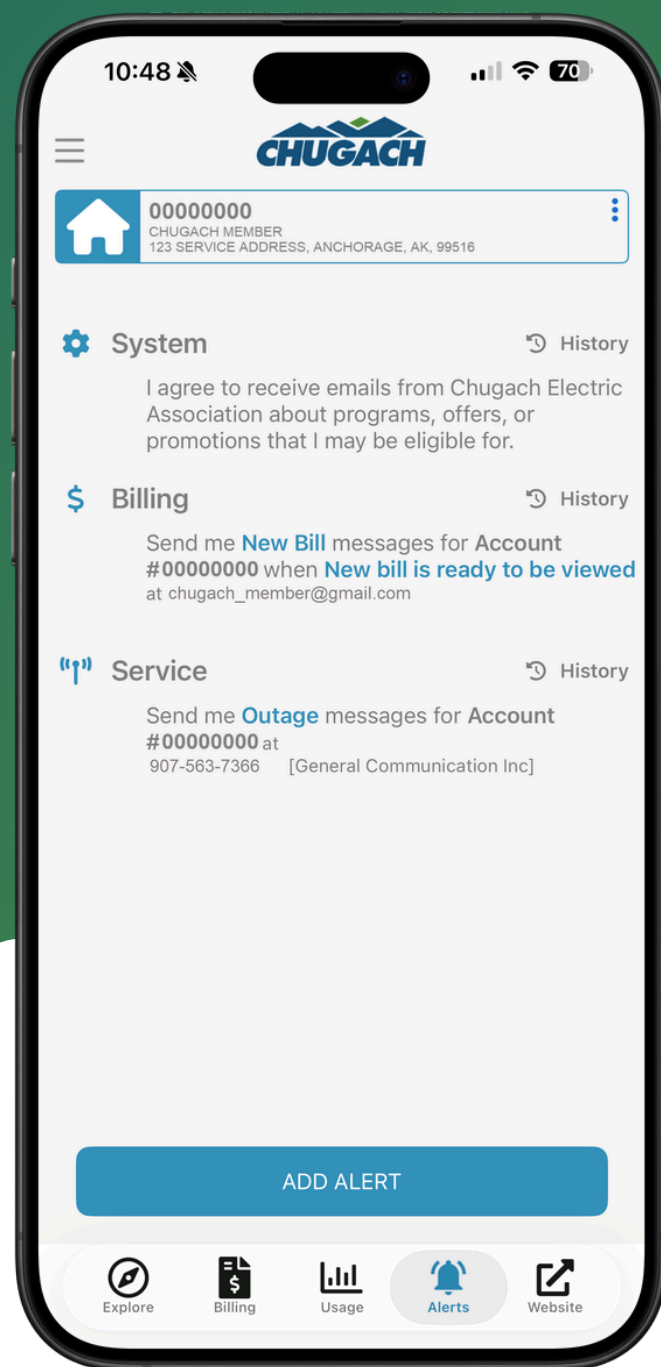 10:48
70
CHUGACH
00000000
CHUGACH MEMBER
123 SERVICE ADDRESS, ANCHORAGE, AK, 99516
System
History
I agree to receive emails from Chugach Electric
Association about programs, offers, or
promotions that I may be eligible for.
$ Billing
History
Send me New Bill messages for Account
#00000000 when New bill is ready to be viewed
at chugach_member@gmail.com
Service
History
Send me Outage messages for Account
#00000000 at
907-563-7366 [General Communication Inc]
ADD ALERT
$
Explore Billing Usage Alerts Website